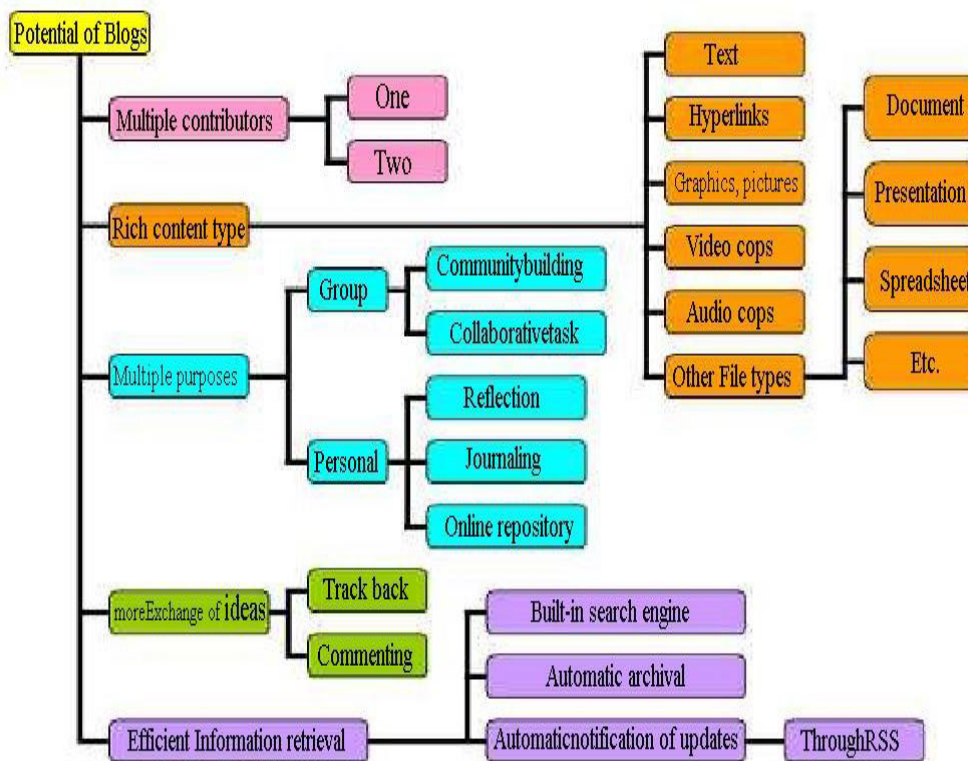 Potential of Blogs
Multiple contributors
One
Two
Rich content type
Text
Hyperlinks
Graphics, pictures
Video cops
Audio cops
Other File types
Document
Presentation
Spreadsheet
Etc.
Multiple purposes
Group
Communitybuilding
Collaborativetask
Personal
Reflection
Journaling
Online repository
moreExchange of ideas
Track back
Commenting
Efficient Information retrieval
Built-in search engine
Automatic archival
Automaticnotification of updates
ThroughRSS